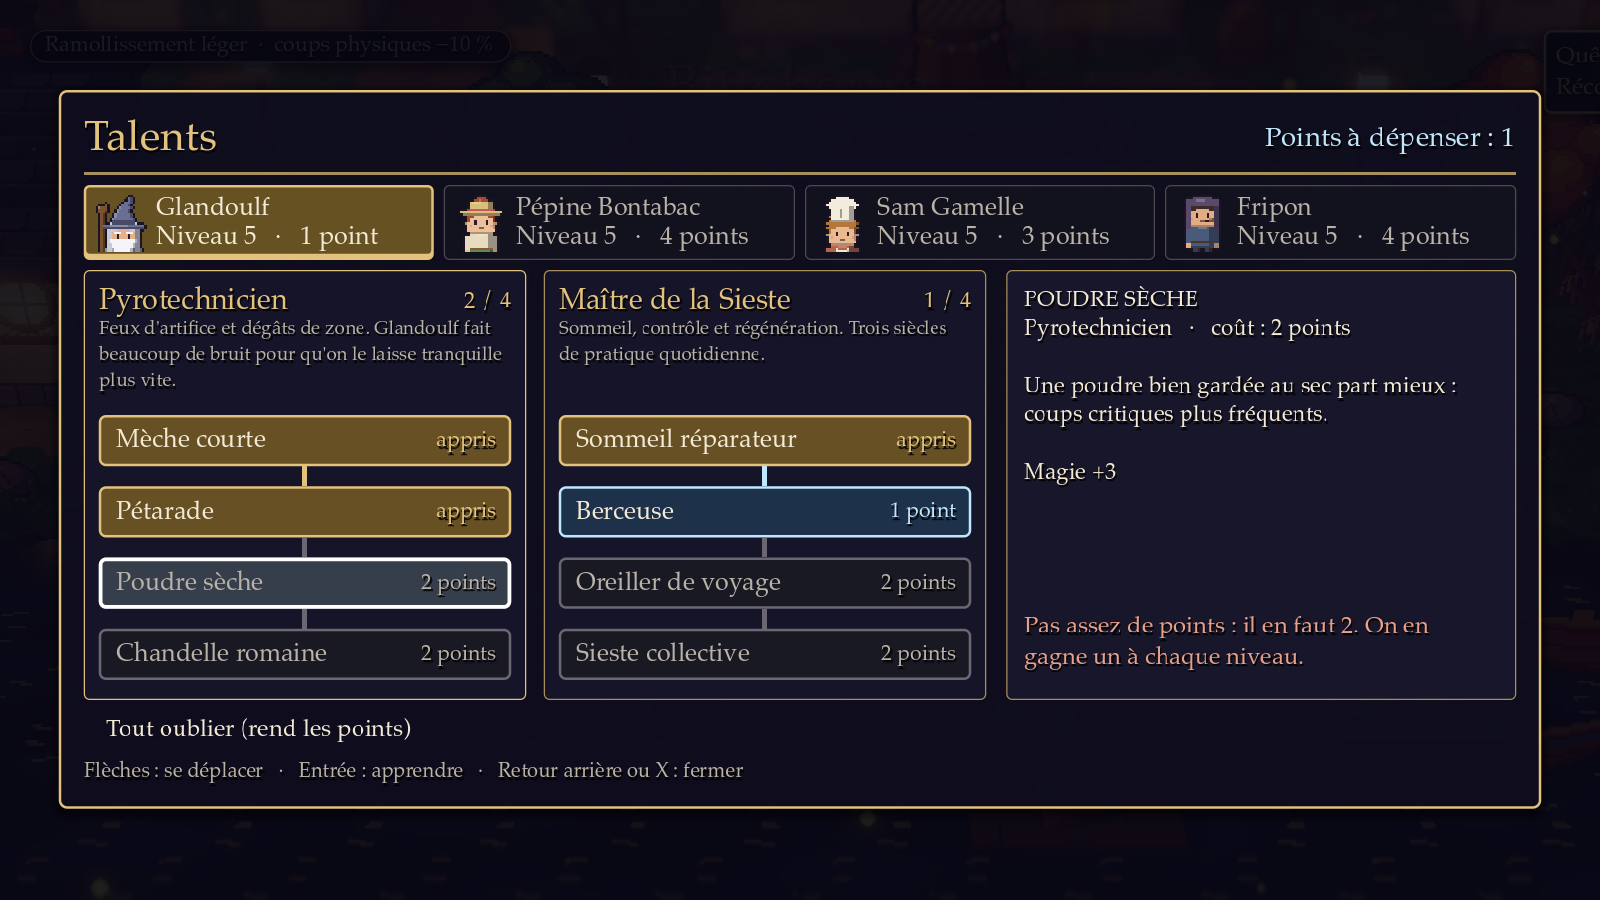 Ramollissement léger · coups physiques −10 %
Talents
Points à dépenser : 1
Glandoulf
Niveau 5 · 1 point
Pépine Bontabac
Niveau 5 · 4 points
Sam Gamelle
Niveau 5 · 3 points
Fripon
Niveau 5 · 4 points
Pyrotechnicien 2 / 4
Feux d'artifice et dégâts de zone. Glandoulf fait
beaucoup de bruit pour qu'on le laisse tranquille
plus vite.
Mèche courte appris
Pétarade appris
Poudre sèche 2 points
Chandelle romaine 2 points
Maître de la Sieste 1 / 4
Sommeil, contrôle et régénération. Trois siècles
de pratique quotidienne.
Sommeil réparateur appris
Berceuse 1 point
Oreiller de voyage 2 points
Sieste collective 2 points
POUDRE SÈCHE
Pyrotechnicien · coût : 2 points
Une poudre bien gardée au sec part mieux :
coups critiques plus fréquents.
Magie +3
Pas assez de points : il en faut 2. On en
gagne un à chaque niveau.
Tout oublier (rend les points)
Flèches : se déplacer · Entrée : apprendre · Retour arrière ou X : fermer